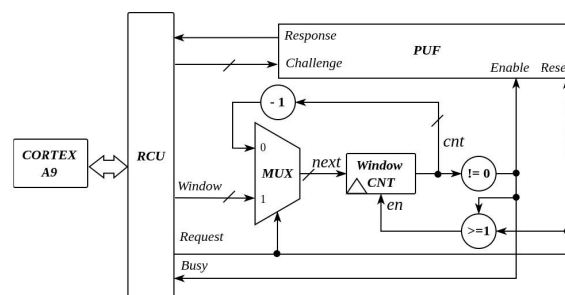 Response
PUF
Challenge
Enable
Rese
- 1
cnt
CORTEX
A9
RCU
0
MUX
1
next
Window
CNT
!= 0
Window
en
>=1
Request
Busy